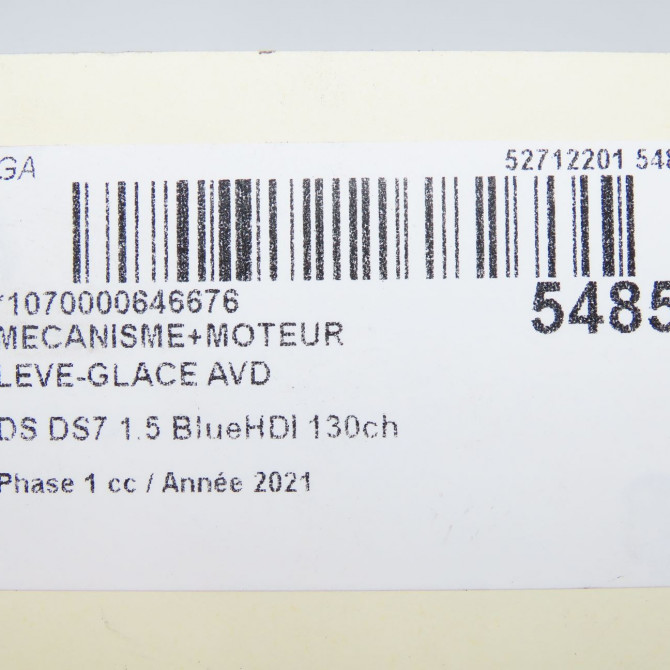 GA
52712201 548
*1070000646676
5485
MECANISME+MOTEUR
LEVE-GLACE AVD
DS DS7 1.5 BlueHDI 130ch
Phase 1 cc / Année 2021